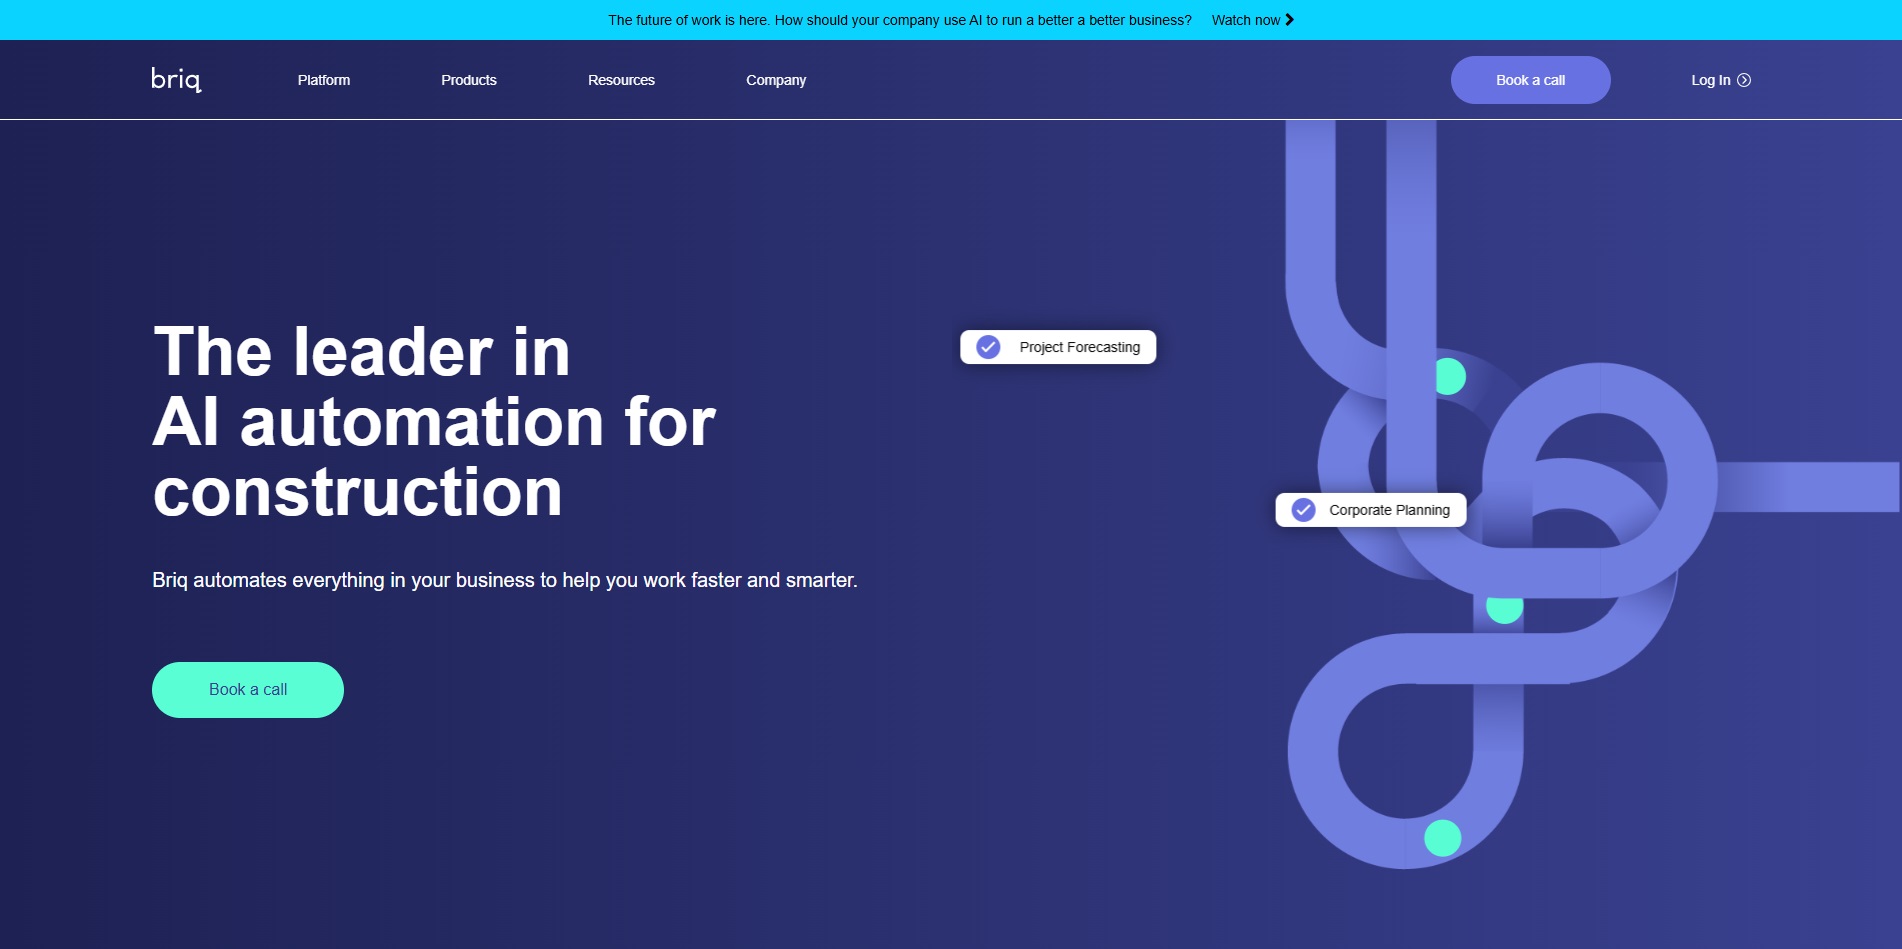 The future of work is here. How should your company use AI to run a better a better business? Watch now
briq Platform Products Resources Company Book a call Log In
The leader in
AI automation for
construction
Briq automates everything in your business to help you work faster and smarter.
Book a call
Project Forecasting
Corporate Planning